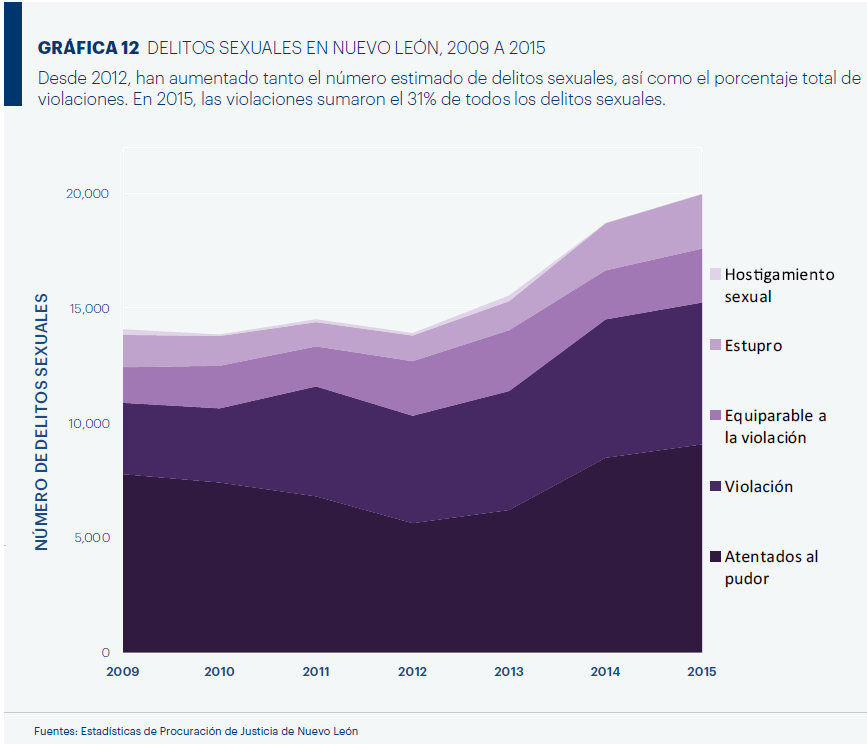 GRÁFICA 12 DELITOS SEXUALES EN NUEVO LEÓN, 2009 A 2015
Desde 2012, han aumentado tanto el número estimado de delitos sexuales, así como el porcentaje total de
violaciones. En 2015, las violaciones sumaron el 31% de todos los delitos sexuales.
NÚMERO DE DELITOS SEXUALES
20,000
15,000
10,000
5,000
0
2009 2010 2011 2012 2013 2014 2015
Hostigamiento
sexual
Estupro
Equiparable a
la violación
Violación
Atentados al
pudor
Fuentes: Estadísticas de Procuración de Justicia de Nuevo León